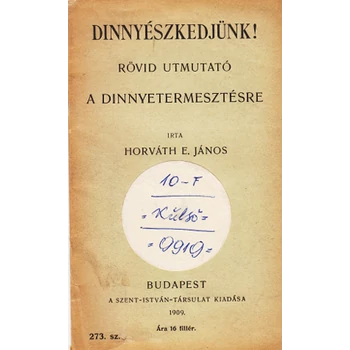 DINNYÉSZKEDJÜNK!
RÖVID UTMUTATÓ
A DINNYETERMESZTÉSRE
IRTA
HORVÁTH E. JÁNOS
10-F
"Külső"
"0910"
BUDAPEST
A SZENT-ISTVÁN-TÁRSULAT KIADÁSA
1909.
Ára 16 fillér.
273. sz.